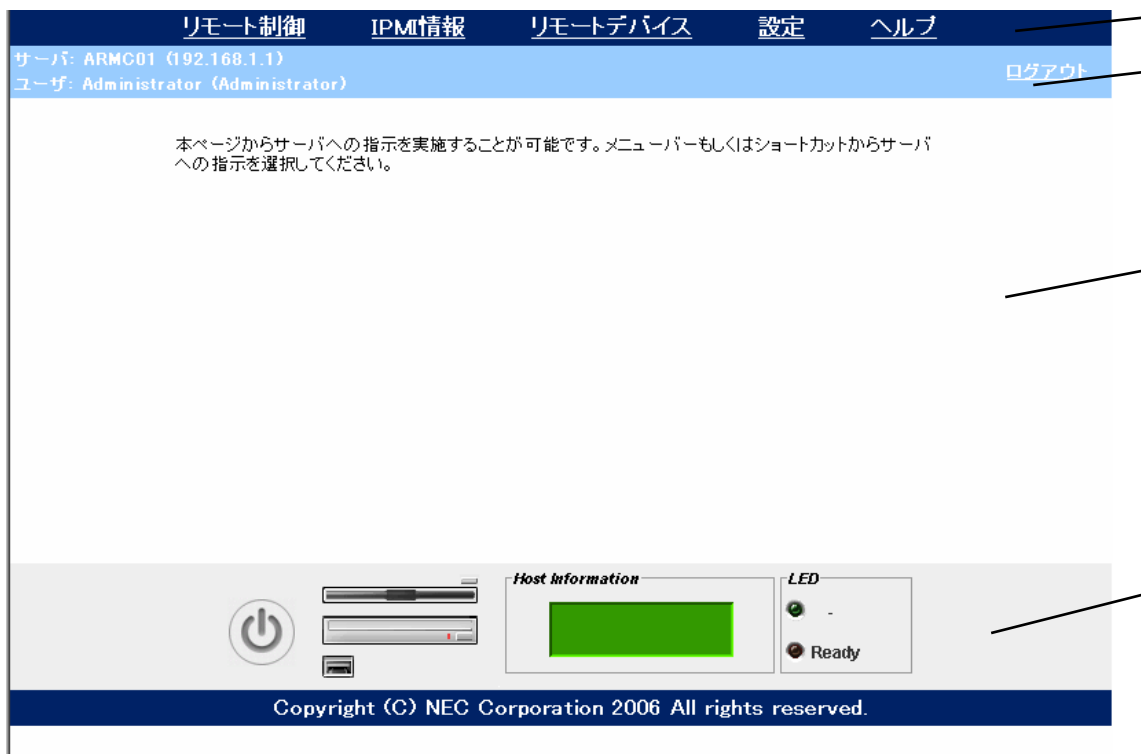 リモート制御 IPMI情報 リモートデバイス 設定 ヘルプ
サーバ: ARMC01 (192.168.1.1)
ユーザ: Administrator (Administrator)
ログアウト
本ページからサーバへの指示を実施することが可能です。メニューバーもしくはショートカットからサーバ
への指示を選択してください。
Host Information
LED
-
Ready
Copyright (C) NEC Corporation 2006 All rights reserved.